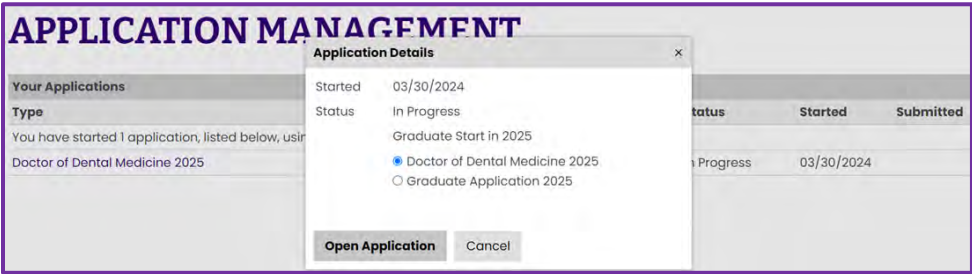 APPLICATION MANAGEMENT
Application Details ×
Your Applications
Started 03/30/2024
Type
Status In Progress
Started Submitted
You have started 1 application, listed below,
Graduate Start in 2025
Doctor of Dental Medicine 2025
Doctor of Dental Medicine 2025
Progress 03/30/2024
Graduate Application 2025
Open Application Cancel